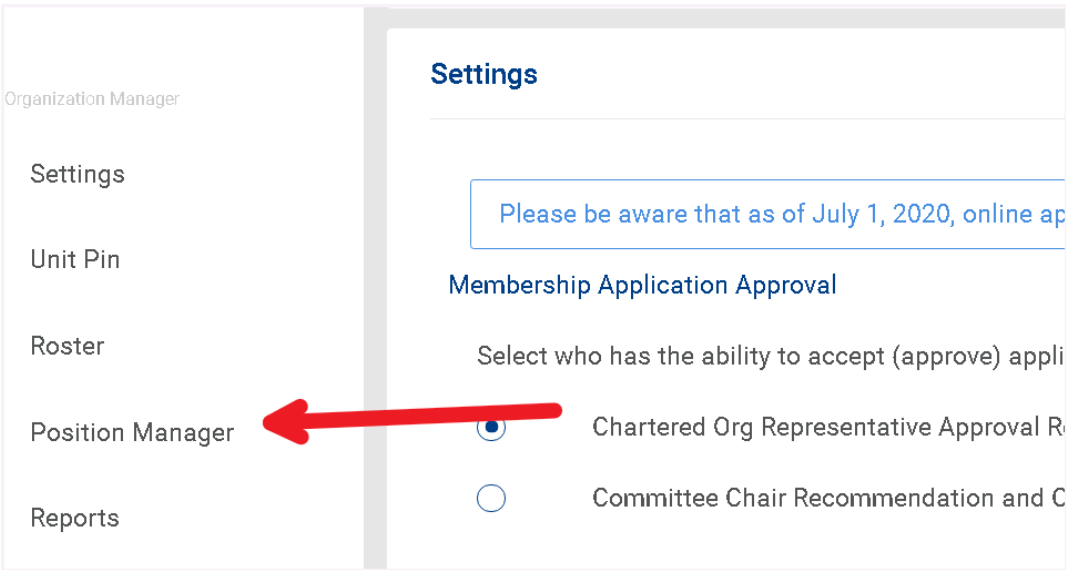 Organization Manager
Settings
Unit Pin
Roster
Position Manager
Reports
Settings
Please be aware that as of July 1, 2020, online
Membership Application Approval
Select who has the ability to accept (approve)
Chartered Org Representative Approval
Committee Chair Recommendation and